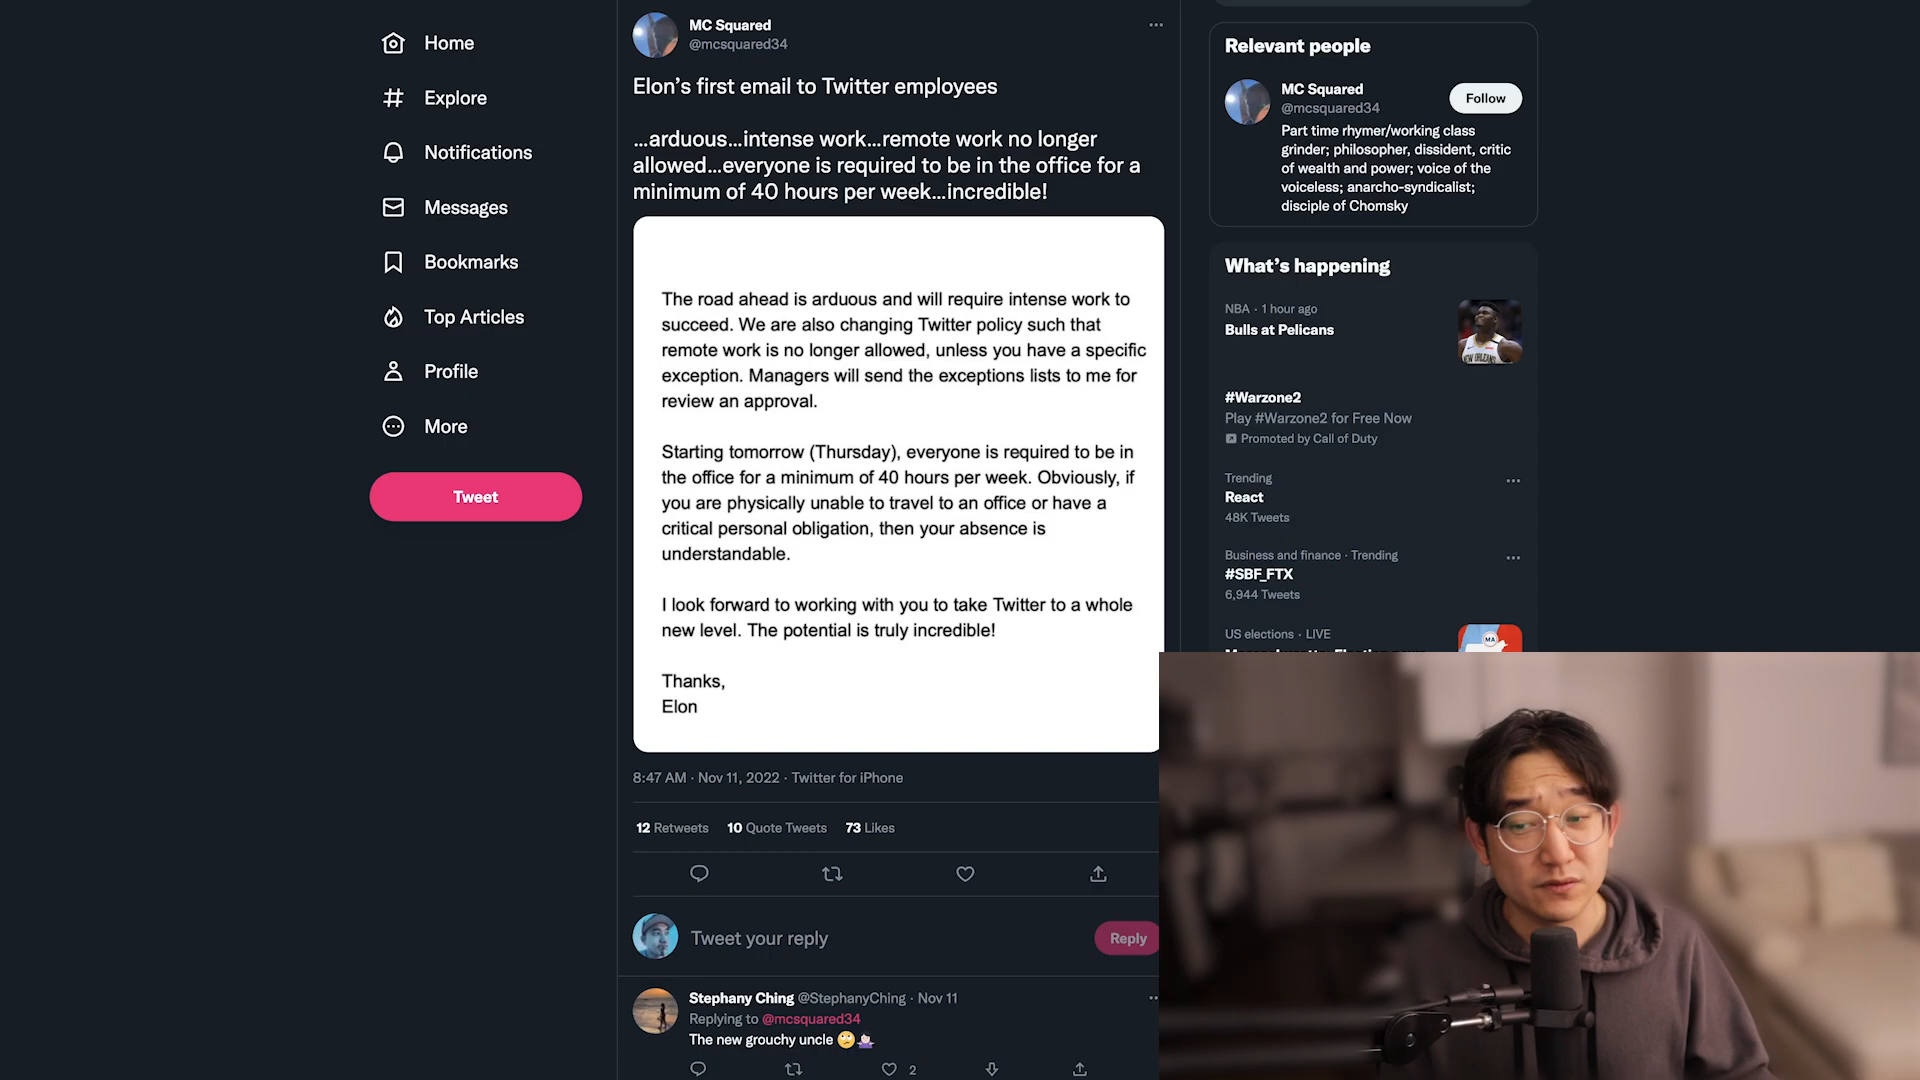 Home
Explore
Notifications
Messages
Bookmarks
Top Articles
Profile
More
Tweet
MC Squared
@mcsquared34
Elon’s first email to Twitter employees
...arduous...intense work...remote work no longer
allowed...everyone is required to be in the office for a
minimum of 40 hours per week...incredible!
The road ahead is arduous and will require intense work to
succeed. We are also changing Twitter policy such that
remote work is no longer allowed, unless you have a specific
exception. Managers will send the exceptions lists to me for
review an approval.
Starting tomorrow (Thursday), everyone is required to be in
the office for a minimum of 40 hours per week. Obviously, if
you are physically unable to travel to an office or have a
critical personal obligation, then your absence is
understandable.
I look forward to working with you to take Twitter to a whole
new level. The potential is truly incredible!
Thanks,
Elon
8:47 AM · Nov 11, 2022 · Twitter for iPhone
12 Retweets 10 Quote Tweets 73 Likes
Tweet your reply
Reply
Stephany Ching @StephanyChing · Nov 11
Replying to @mcsquared34
The new grouchy uncle 🙄🤷🏻‍♀️
2
Relevant people
MC Squared
@mcsquared34
Follow
Part time rhymer/working class
grinder; philosopher, dissident, critic
of wealth and power; voice of the
voiceless; anarcho-syndicalist;
disciple of Chomsky
What’s happening
NBA · 1 hour ago
Bulls at Pelicans
#Warzone2
Play #Warzone2 for Free Now
Promoted by Call of Duty
Trending
React
48K Tweets
Business and finance · Trending
#SBF_FTX
6,944 Tweets
US elections · LIVE
MA